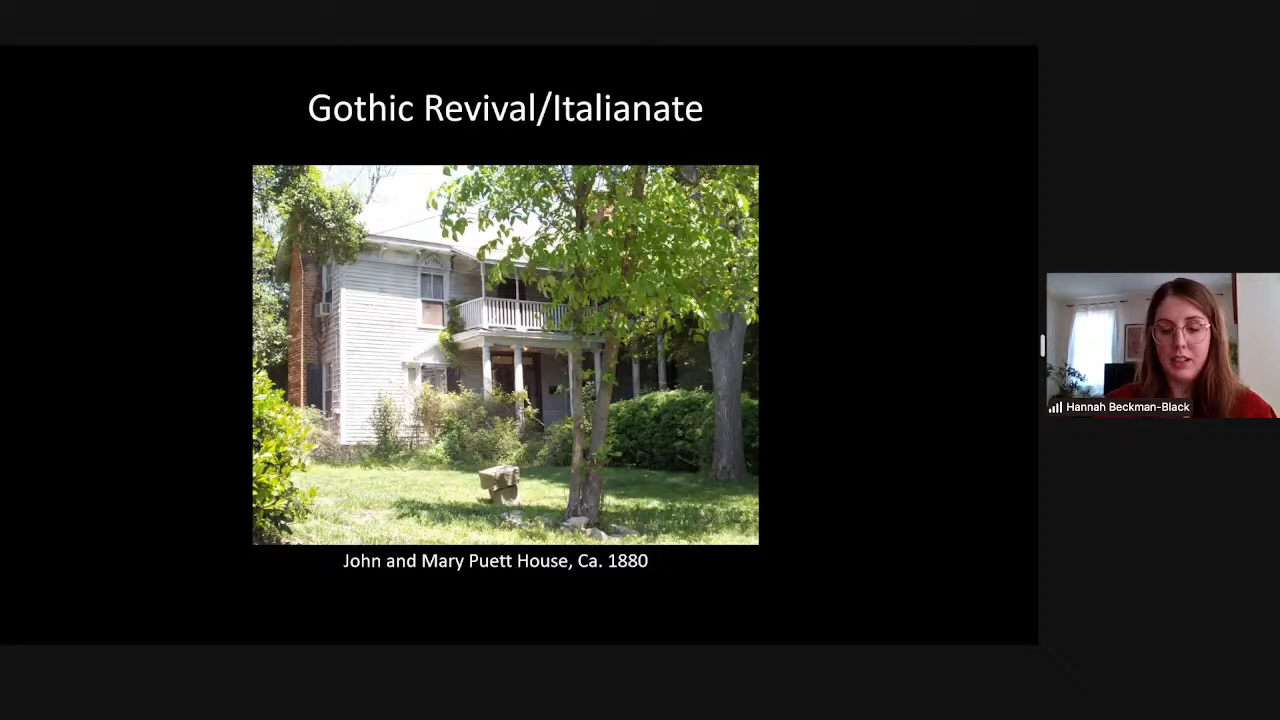 Gothic Revival/Italianate
John and Mary Puett House, Ca. 1880
Hannah Beckman-Black